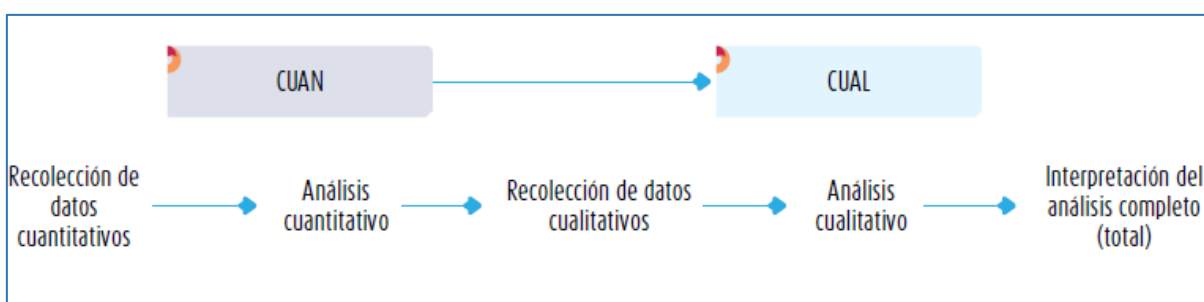 CUAN
CUAL
Recolección de
datos
cuantitativos
Análisis
cuantitativo
Recolección de datos
cualitativos
Análisis
cualitativo
Interpretación del
análisis completo
(total)